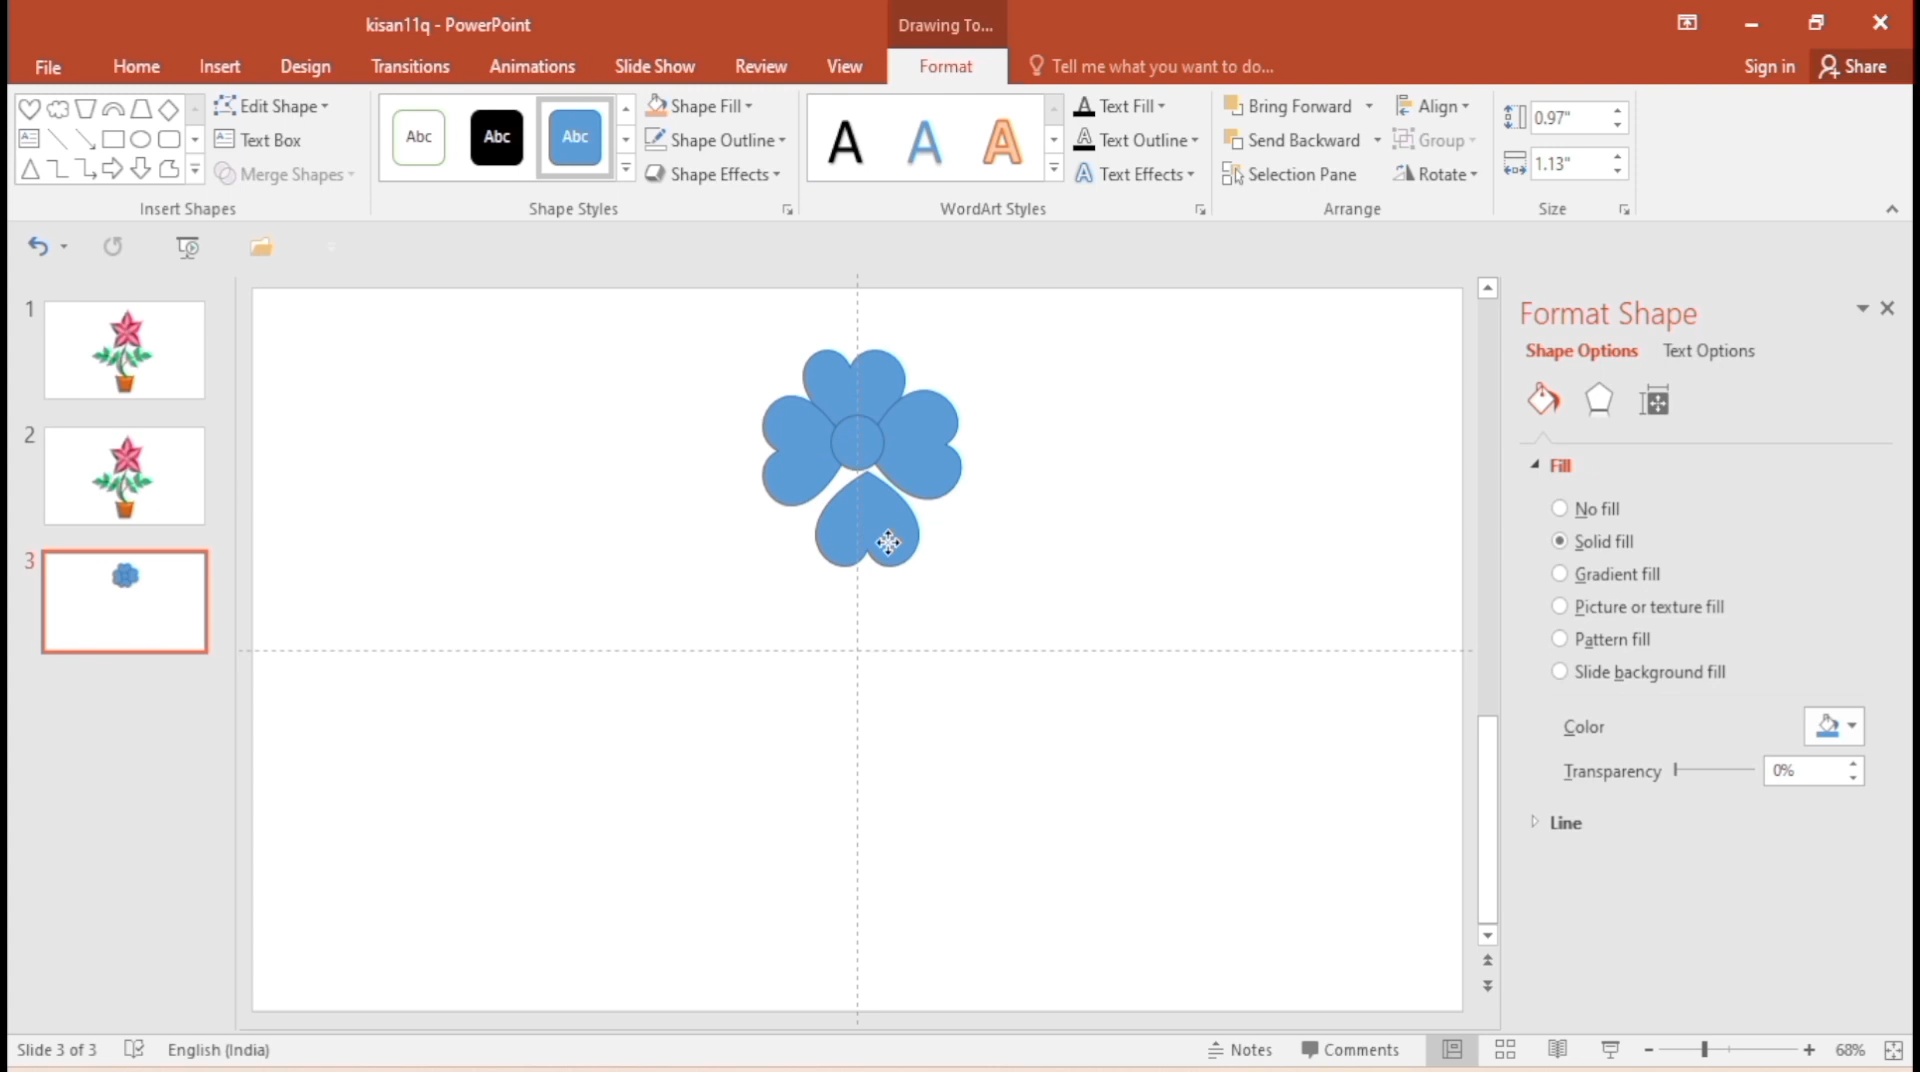 kisan11q - PowerPoint
Drawing To...
File
Home
Insert
Design
Transitions
Animations
Slide Show
Review
View
Format
Tell me what you want to do...
Sign in
Share
Edit Shape
Text Box
Merge Shapes
Insert Shapes
Abc
Abc
Abc
Shape Fill
Shape Outline
Shape Effects
Shape Styles
A
A
A
Text Fill
Text Outline
Text Effects
WordArt Styles
Bring Forward
Send Backward
Selection Pane
Align
Group
Rotate
Arrange
0.97"
1.13"
Size
1
2
3
Format Shape
Shape Options
Text Options
Fill
No fill
Solid fill
Gradient fill
Picture or texture fill
Pattern fill
Slide background fill
Color
Transparency
0%
Line
Slide 3 of 3
English (India)
Notes
Comments
68%